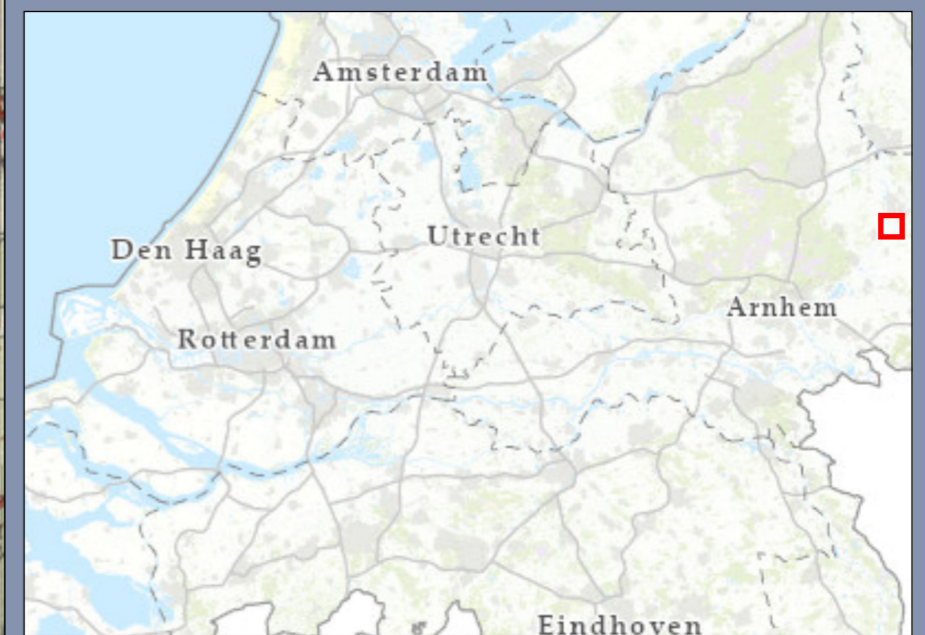 Amsterdam
Utrecht
Den Haag
Arnhem
Rotterdam
Eindhoven